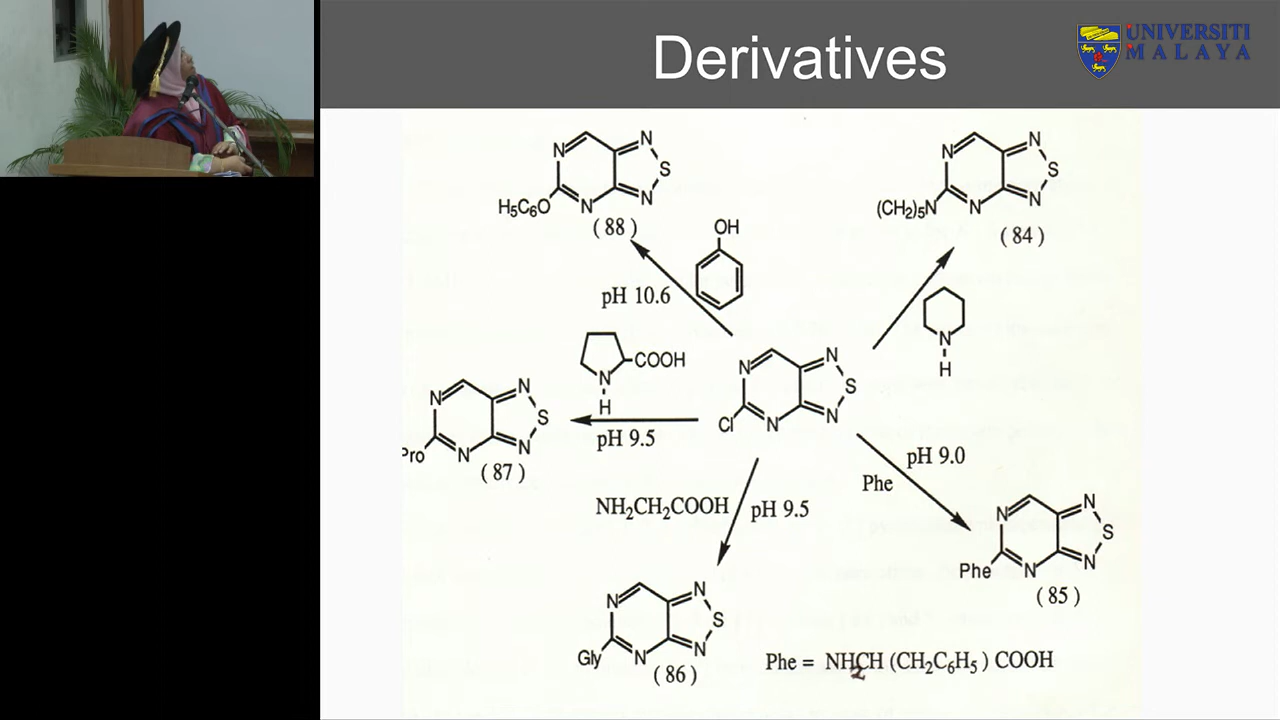 Derivatives
UNIVERSITI
MALAYA
N
N
S
N
N
H5C6O
(88)
N
N
S
N
N
(CH2)5N
(84)
OH
pH 10.6
N
H
COOH
N
H
pH 9.5
N
N
S
N
N
Cl
N
N
S
N
N
Pro
(87)
pH 9.0
Phe
NH2CH2COOH
pH 9.5
N
N
S
N
N
Phe
(85)
N
N
S
N
N
Gly
(86)
Phe = NH2CH (CH2C6H5) COOH